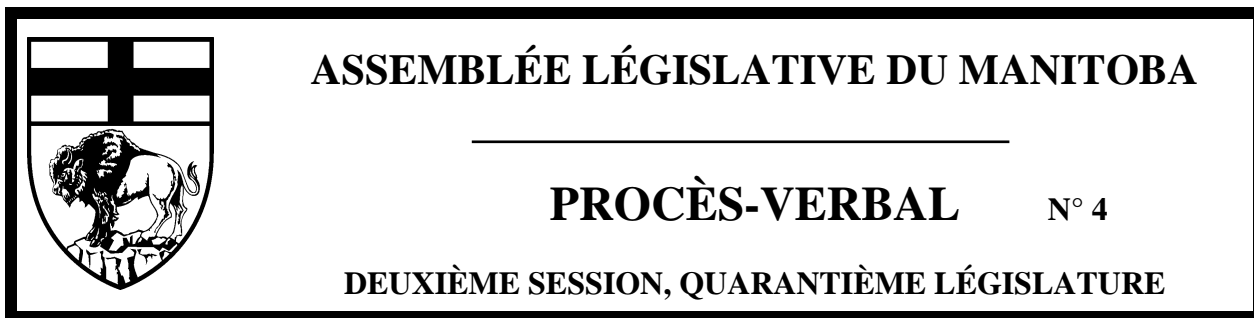 ASSEMBLÉE LÉGISLATIVE DU MANITOBA
PROCÈS-VERBAL N° 4
DEUXIÈME SESSION, QUARANTIÈME LÉGISLATURE